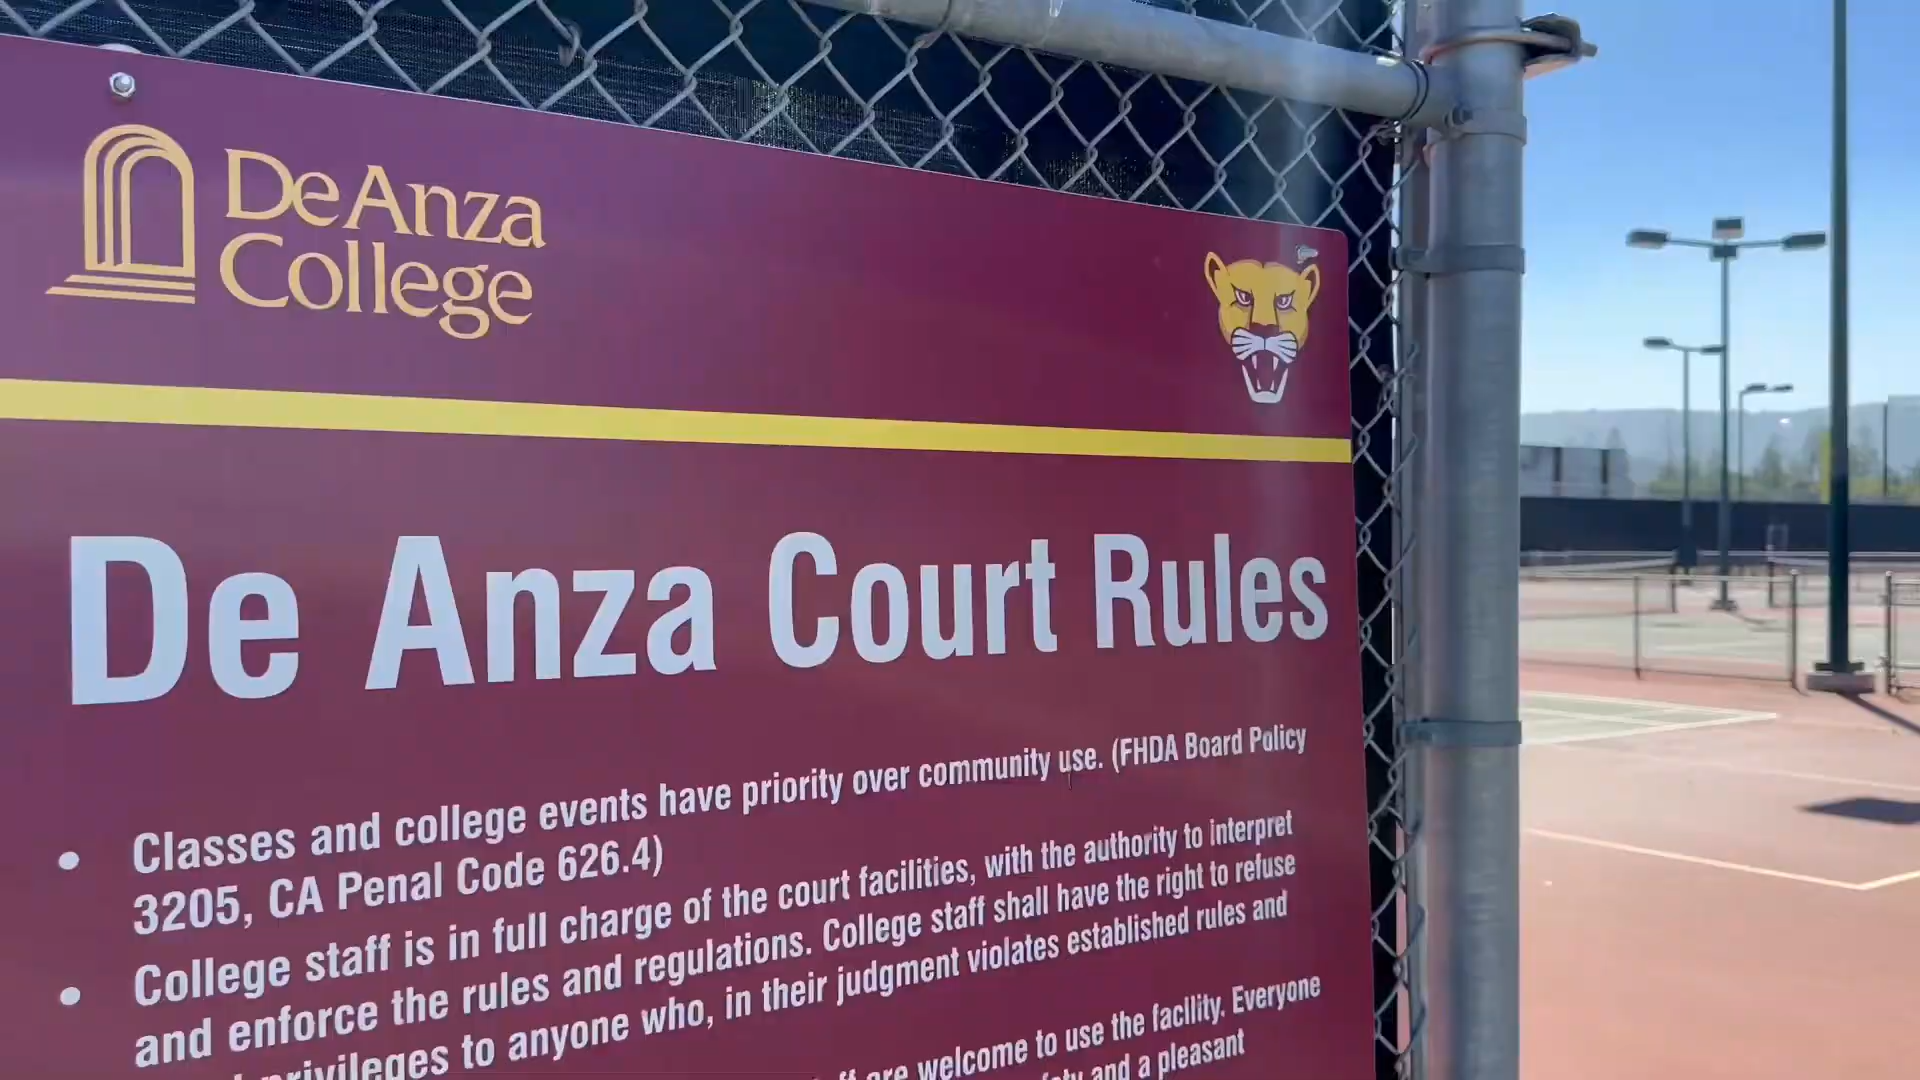 De Anza
College
De Anza Court Rules
• Classes and college events have priority over community use. (FHDA Board Policy
3205, CA Penal Code 626.4)
• College staff is in full charge of the court facilities, with the authority to interpret
and enforce the rules and regulations. College staff shall have the right to refuse
privileges to anyone who, in their judgment violates established rules and
are welcome to use the facility. Everyone
and a pleasant